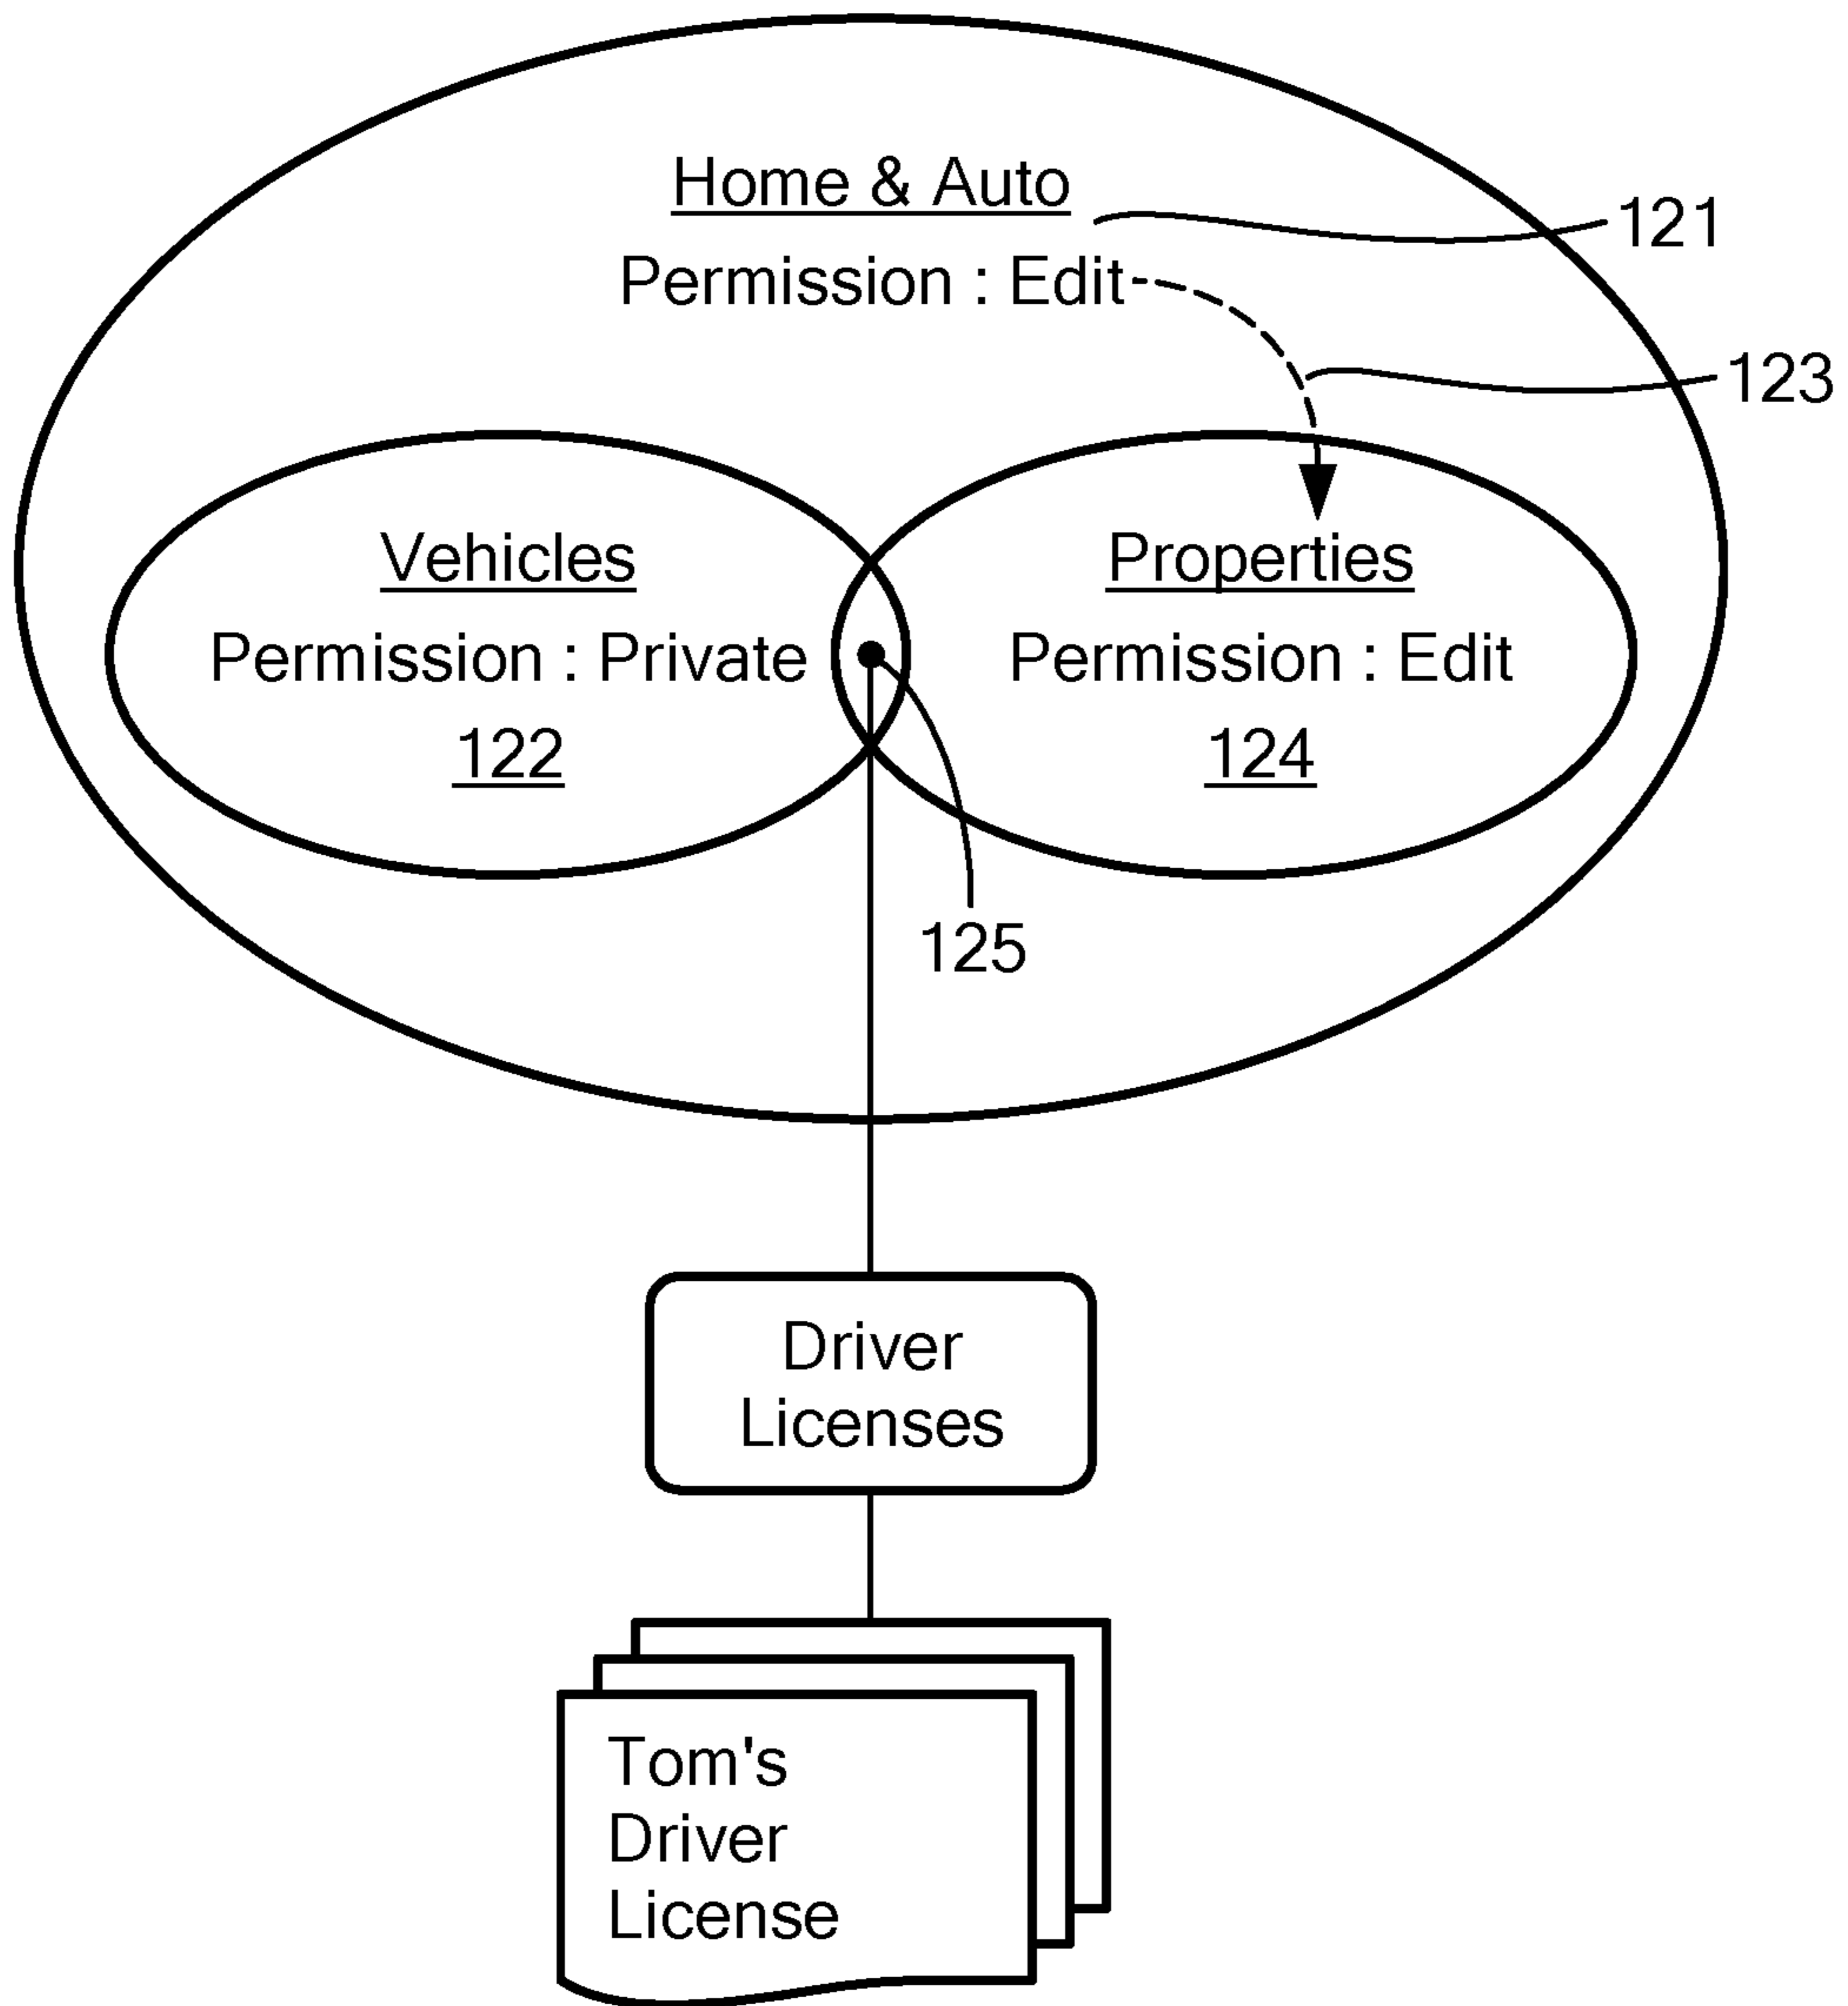 Home & Auto
121
Permission : Edit
123
Vehicles
Properties
Permission : Private
Permission : Edit
122
124
125
Driver
Licenses
Tom's
Driver
License